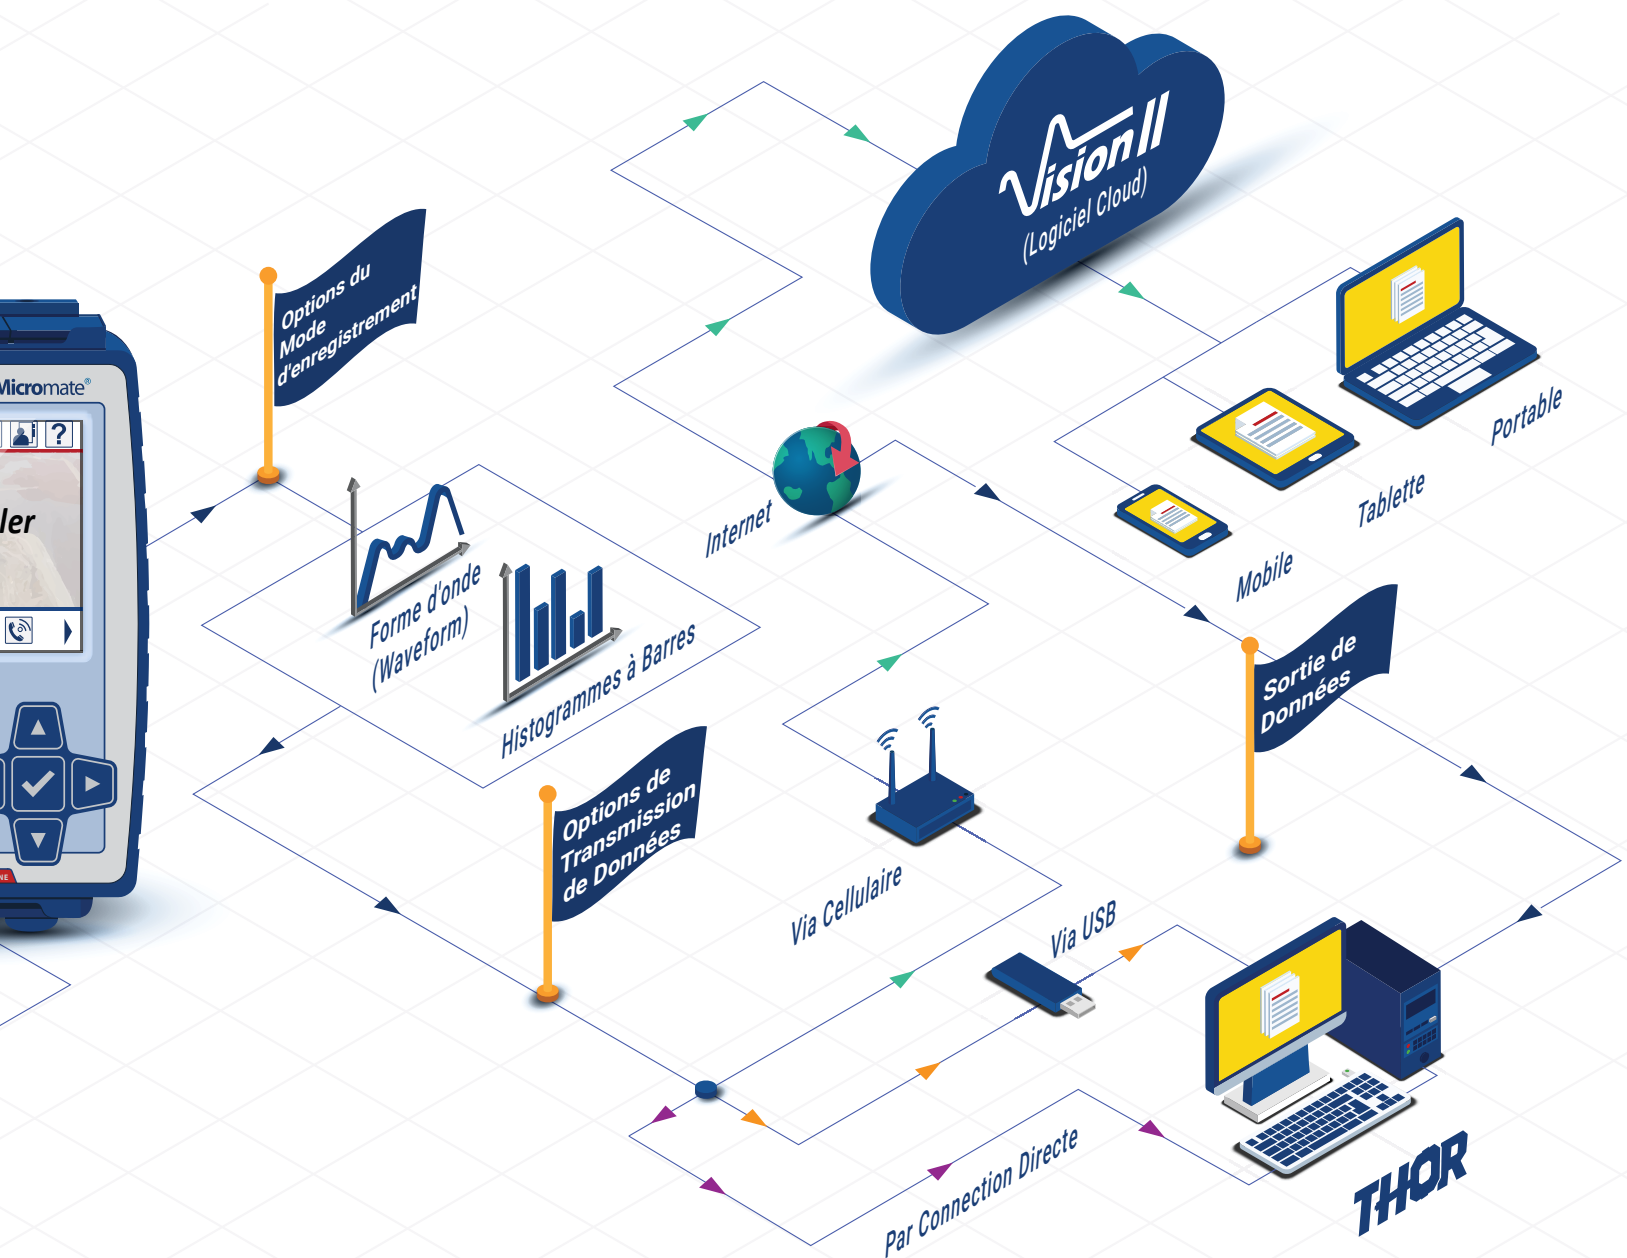 Vision II
(Logiciel Cloud)
Options du
Mode
d'enregistrement
Micromate®
?
ler
Portable
Tablette
Mobile
Internet
Forme d'onde
(Waveform)
Histogrammes à Barres
Sortie de
Données
Options de
Transmission
de Données
Via Cellulaire
Via USB
Par Connection Directe
THOR
NE